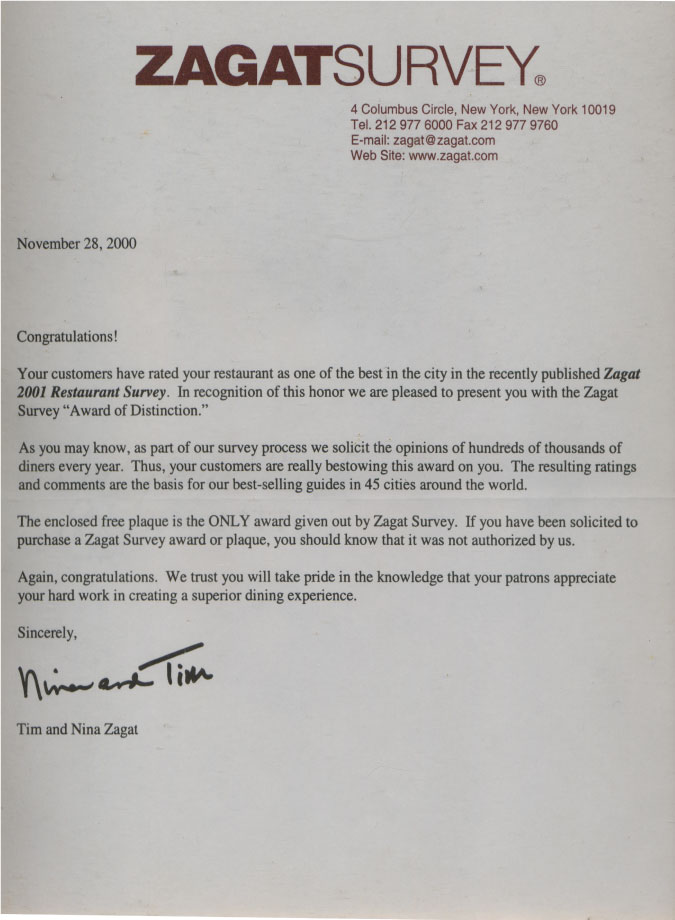 ZAGATSURVEY®
4 Columbus Circle, New York, New York 10019
Tel. 212 977 6000 Fax 212 977 9760
E-mail: zagat@zagat.com
Web Site: www.zagat.com
November 28, 2000
Congratulations!
Your customers have rated your restaurant as one of the best in the city in the recently published Zagat
2001 Restaurant Survey. In recognition of this honor we are pleased to present you with the Zagat
Survey “Award of Distinction.”
As you may know, as part of our survey process we solicit the opinions of hundreds of thousands of
diners every year. Thus, your customers are really bestowing this award on you. The resulting ratings
and comments are the basis for our best-selling guides in 45 cities around the world.
The enclosed free plaque is the ONLY award given out by Zagat Survey. If you have been solicited to
purchase a Zagat Survey award or plaque, you should know that it was not authorized by us.
Again, congratulations. We trust you will take pride in the knowledge that your patrons appreciate
your hard work in creating a superior dining experience.
Sincerely,
Nina and Tim
Tim and Nina Zagat